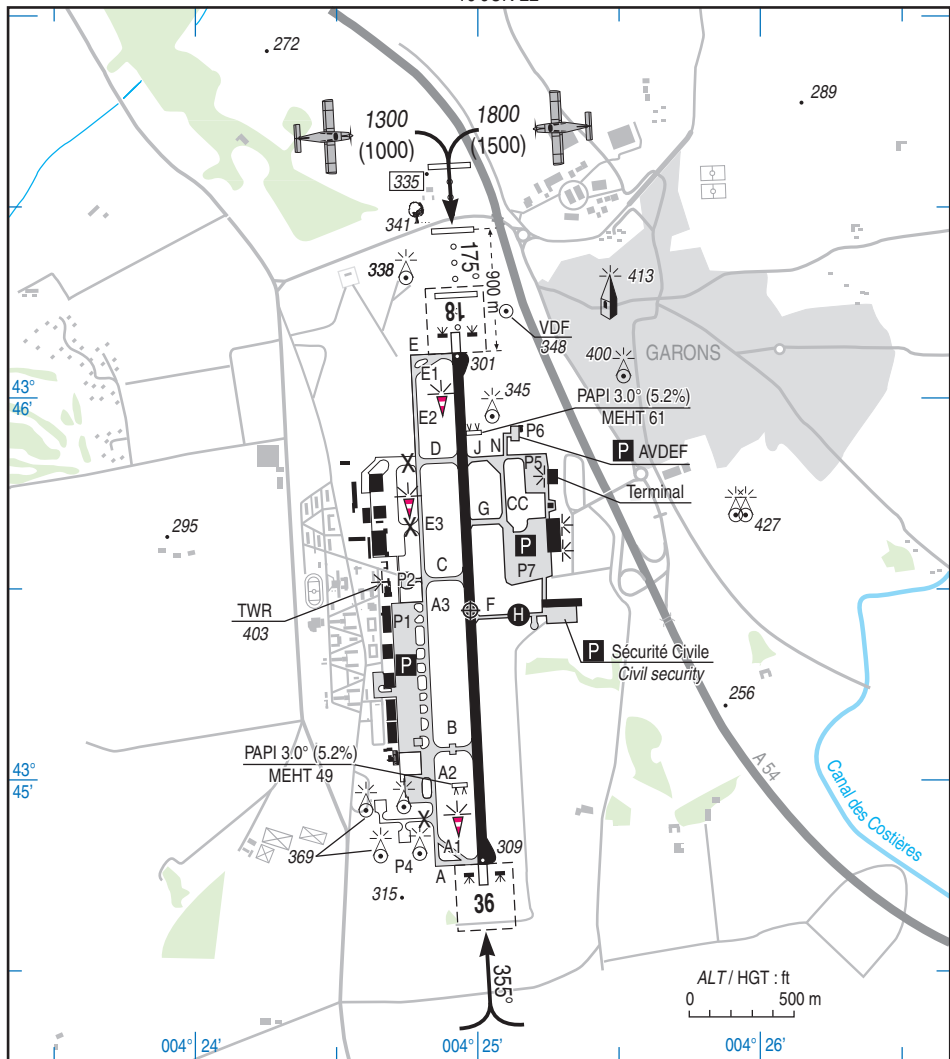 272
289
1300
(1000)
1800
(1500)
335
341
175°
338
900 m
413
18
VDF
348
E
301
400
GARONS
E1
43°
46'
345
PAPI 3.0° (5.2%)
MEHT 61
E2
P6
D
J
N
P AVDEF
P5
Terminal
G
CC
427
295
E3
P
C
P7
P2
A3
F
H
TWR
403
P1
P Sécurité Civile
Civil security
P
256
B
A 54
PAPI 3.0° (5.2%)
MEHT 49
43°
45'
A2
Canal des Costières
309
369
A1
P4
A
315
36
355°
ALT / HGT : ft
0 500 m
004° 24'
004° 25'
004° 26'